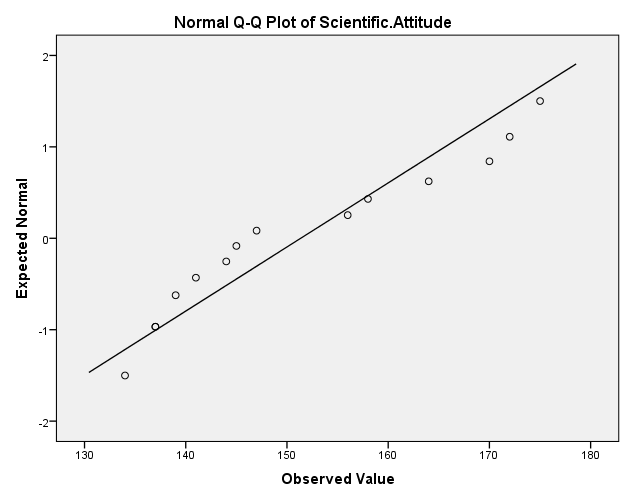 Normal Q-Q Plot of Scientific.Attitude
2
1
0
-1
-2
Expected Normal
130 140 150 160 170 180
Observed Value